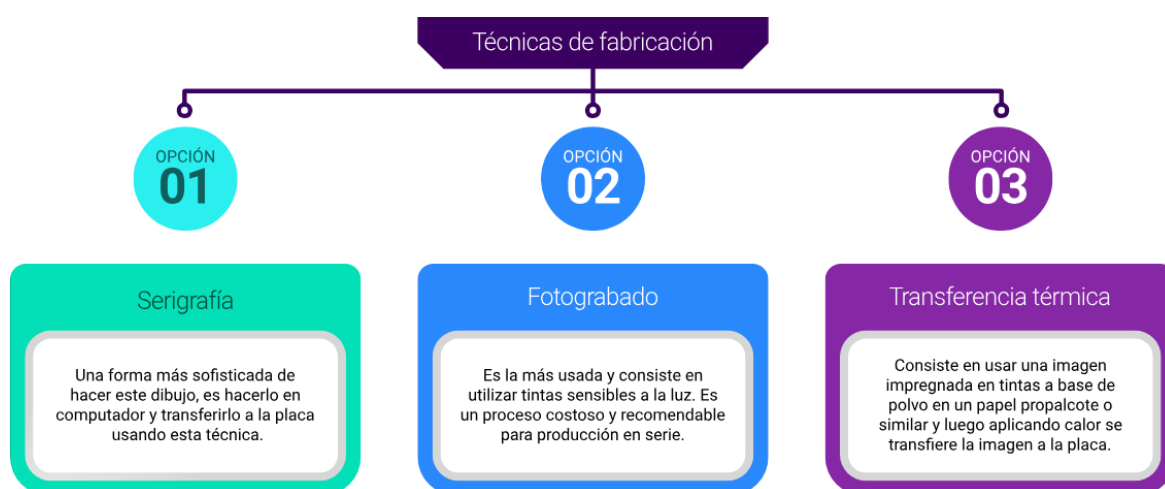 Técnicas de fabricación
OPCIÓN
01
OPCIÓN
02
OPCIÓN
03
Serigrafía
Una forma más sofisticada de
hacer este dibujo, es hacerlo en
computador y transferirlo a la placa
usando esta técnica.
Fotograbado
Es la más usada y consiste en
utilizar tintas sensibles a la luz. Es
un proceso costoso y recomendable
para producción en serie.
Transferencia térmica
Consiste en usar una imagen
impregnada en tintas a base de
polvo en un papel propalcote o
similar y luego aplicando calor se
transfiere la imagen a la placa.